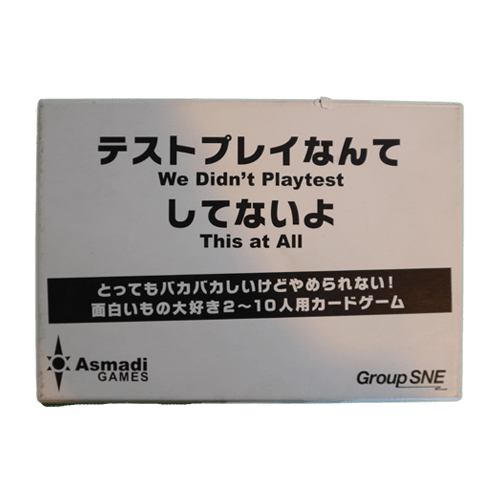 テストプレイなんて
We Didn't Playtest
してないよ
This at All
とってもバカバカしいけどやめられない!
面白いもの大好き2〜10人用カードゲーム
Asmadi
GAMES
Group SNE